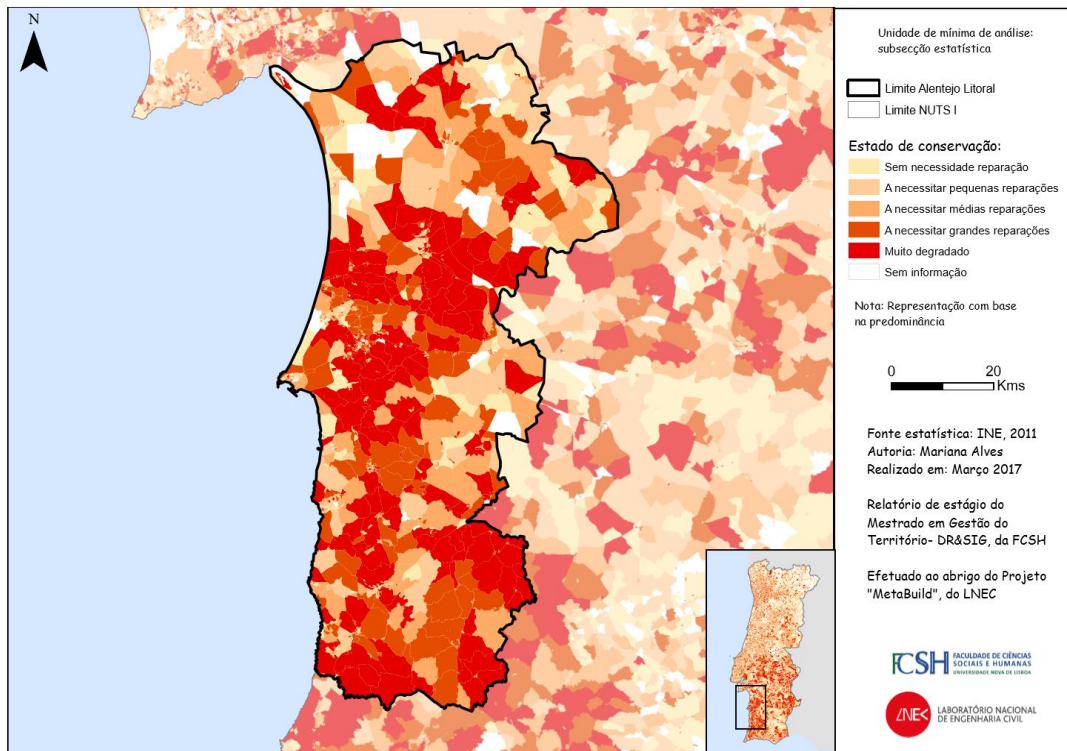 N
Unidade de mínima de análise:
subsecção estatística
Limite Alentejo Litoral
Limite NUTS I
Estado de conservação:
Sem necessidade reparação
A necessitar pequenas reparações
A necessitar médias reparações
A necessitar grandes reparações
Muito degradado
Sem informação
Nota: Representação com base
na predominância
0 20
Kms
Fonte estatística: INE, 2011
Autoria: Mariana Alves
Realizado em: Março 2017
Relatório de estágio do
Mestrado em Gestão do
Território- DR&SIG, da FCSH
Efetuado ao abrigo do Projeto
"MetaBuild", do LNEC
FCSH FACULDADE DE CIÊNCIAS
SOCIAIS E HUMANAS
UNIVERSIDADE NOVA DE LISBOA
LNEC LABORATÓRIO NACIONAL
DE ENGENHARIA CIVIL